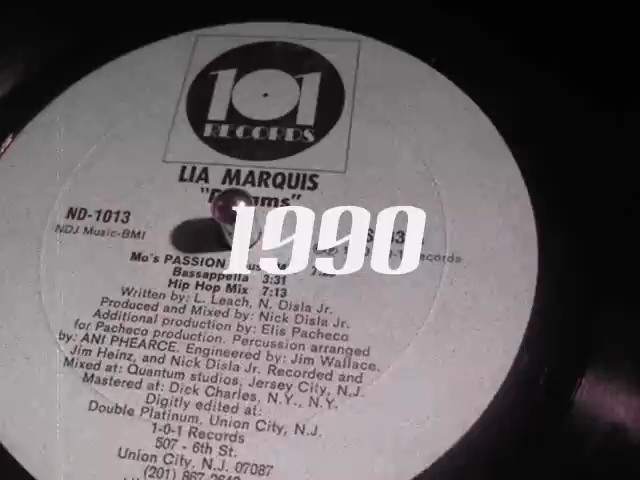 101
RECORDS
LIA MARQUIS
ND-1013
NDJ Music-BMI
1990
Mo's PASSION
Bassappella 3:31
Hip Hop Mix 7:13
Written by: L. Leach, N. Disla Jr.
Produced and Mixed by: Nick Disla Jr.
Additional production by: Elis Pacheco
for Pacheco production. Percussion arranged
by: ANI PHEARCE. Engineered by: Jim Wallace,
Jim Heinz, and Nick Disla Jr. Recorded and
Mixed at: Quantum studios, Jersey City, N.J.
Mastered at: Dick Charles, N.Y., N.Y.
Digitly edited at:
Double Platinum, Union City, N.J.
1-0-1 Records
507 - 6th St.
Union City, N.J. 07087
(201) 867-2640